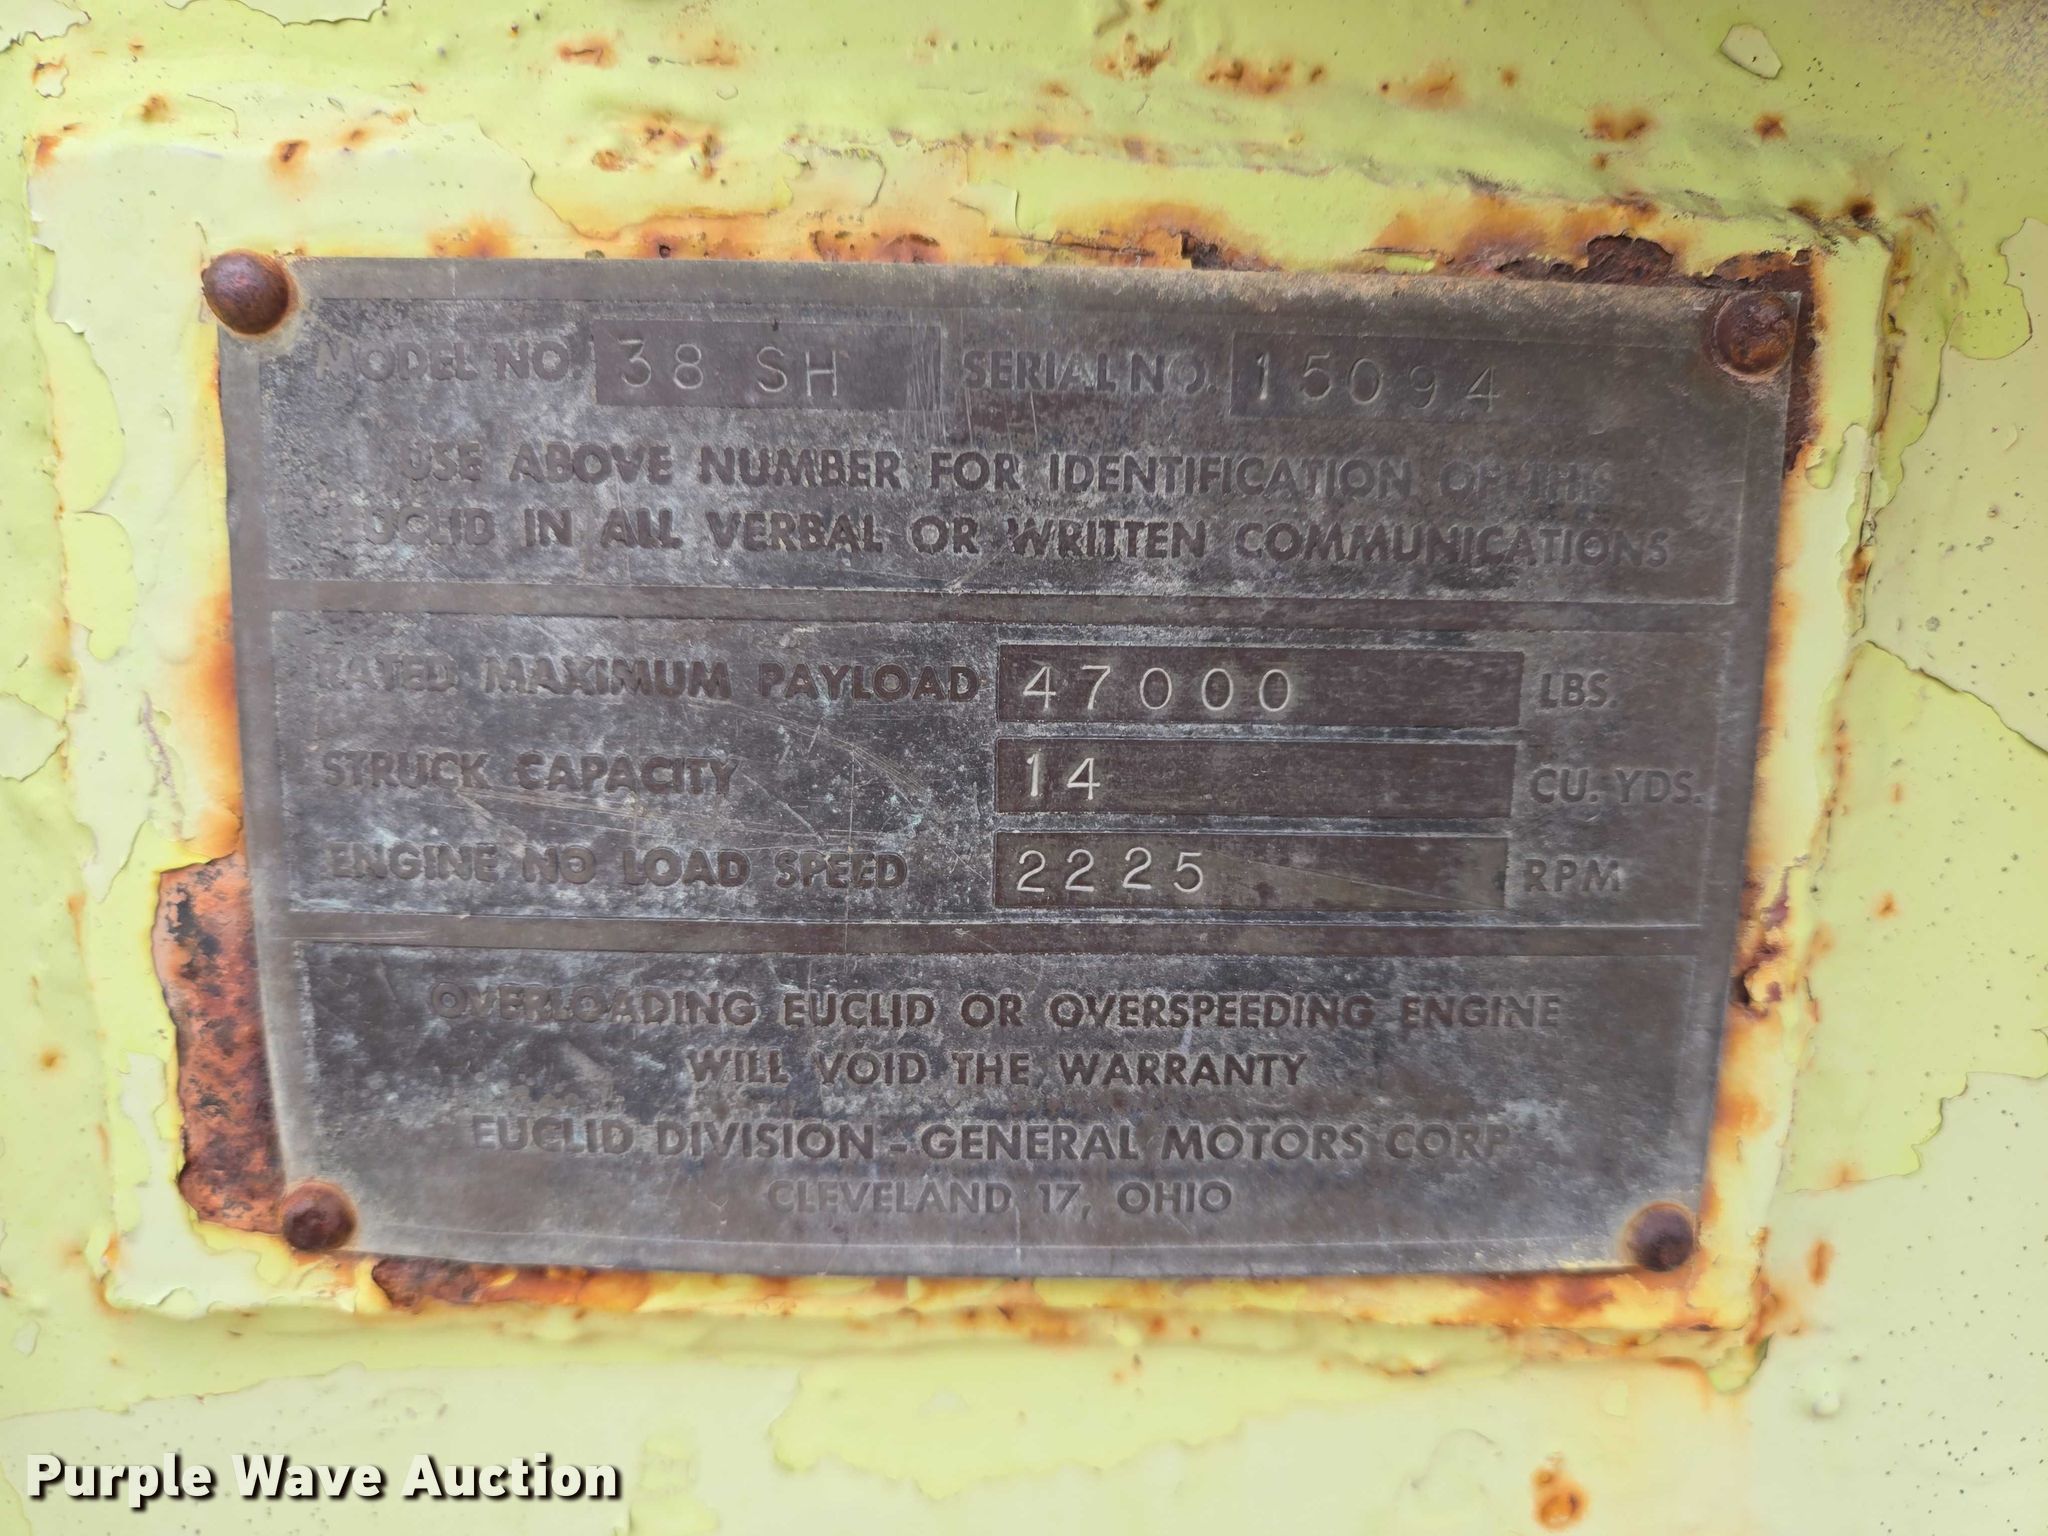 MODEL NO. 38 SH SERIAL NO. 15094
USE ABOVE NUMBER FOR IDENTIFICATION OF THIS
EUCLID IN ALL VERBAL OR WRITTEN COMMUNICATIONS
RATED MAXIMUM PAYLOAD 47000 LBS.
STRUCK CAPACITY 14 CU. YDS.
ENGINE NO LOAD SPEED 2225 RPM
OVERLOADING EUCLID OR OVERSPEEDING ENGINE
WILL VOID THE WARRANTY
EUCLID DIVISION - GENERAL MOTORS CORP.
CLEVELAND 17, OHIO
Purple Wave Auction